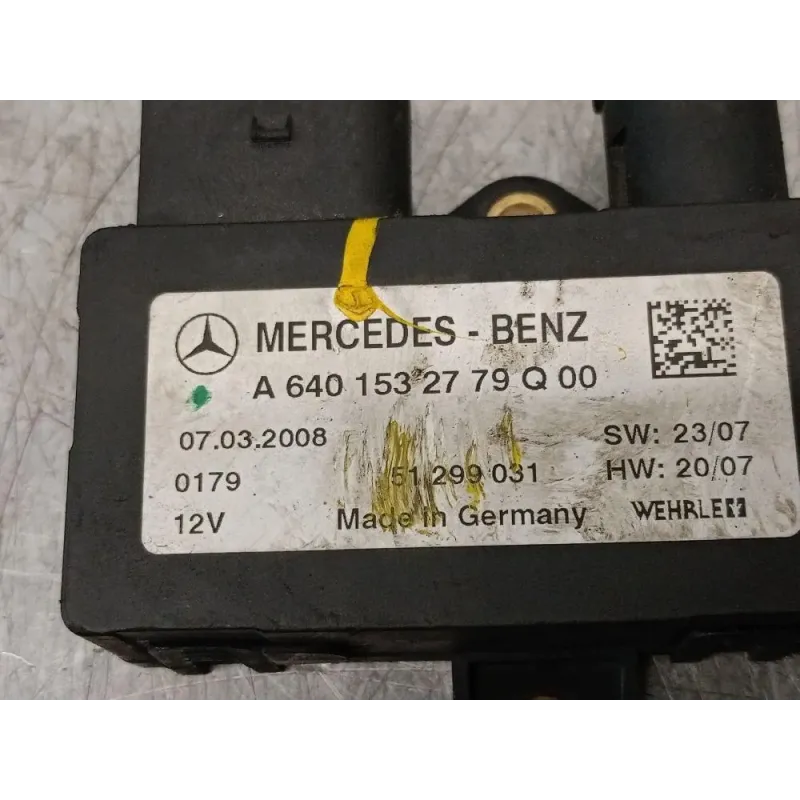 MERCEDES - BENZ
A 640 153 27 79 Q 00
07.03.2008
SW: 23/07
0179
51 299 031
HW: 20/07
12V
Made in Germany
WEHRLE